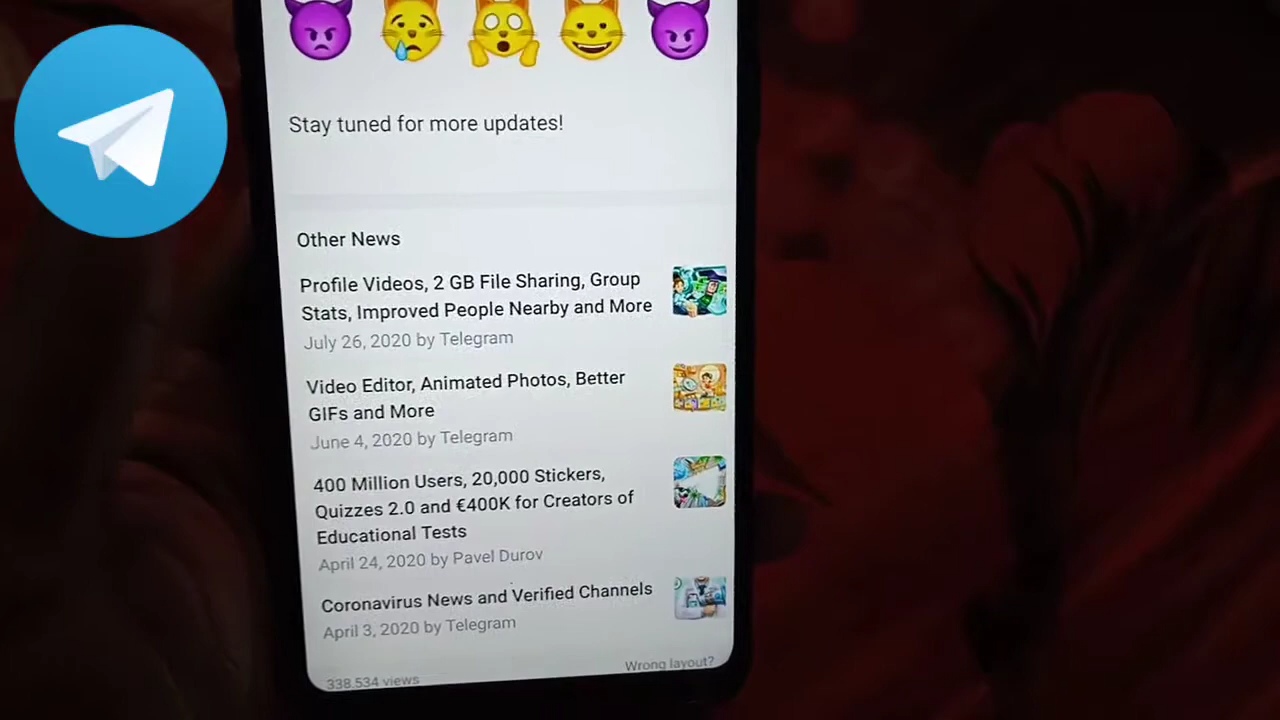 Stay tuned for more updates!
Other News
Profile Videos, 2 GB File Sharing, Group
Stats, Improved People Nearby and More
July 26, 2020 by Telegram
Video Editor, Animated Photos, Better
GIFs and More
June 4, 2020 by Telegram
400 Million Users, 20,000 Stickers,
Quizzes 2.0 and €400K for Creators of
Educational Tests
April 24, 2020 by Pavel Durov
Coronavirus News and Verified Channels
April 3, 2020 by Telegram
Wrong layout?
338,534 views